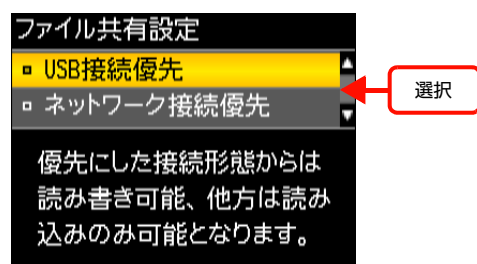 ファイル共有設定
USB接続優先
ネットワーク接続優先
選択
優先にした接続形態からは
読み書き可能、他方は読み
込みのみ可能となります。